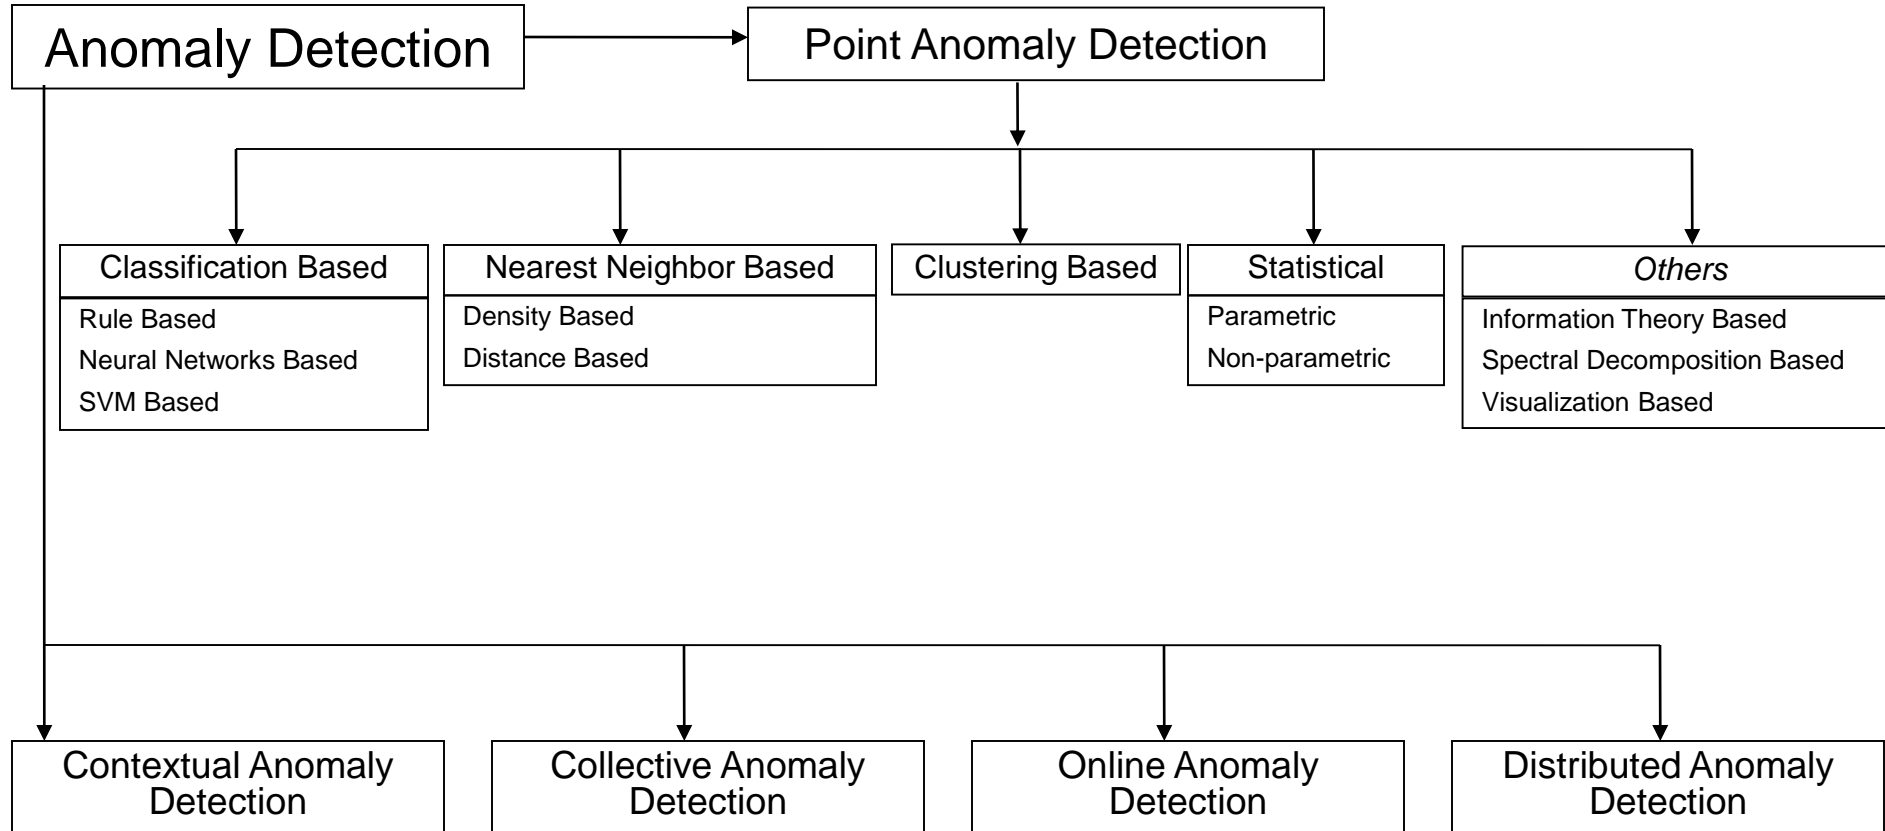 Anomaly Detection
Point Anomaly Detection
Classification Based
Rule Based
Neural Networks Based
SVM Based
Nearest Neighbor Based
Density Based
Distance Based
Clustering Based
Statistical
Parametric
Non-parametric
Others
Information Theory Based
Spectral Decomposition Based
Visualization Based
Contextual Anomaly
Detection
Collective Anomaly
Detection
Online Anomaly
Detection
Distributed Anomaly
Detection